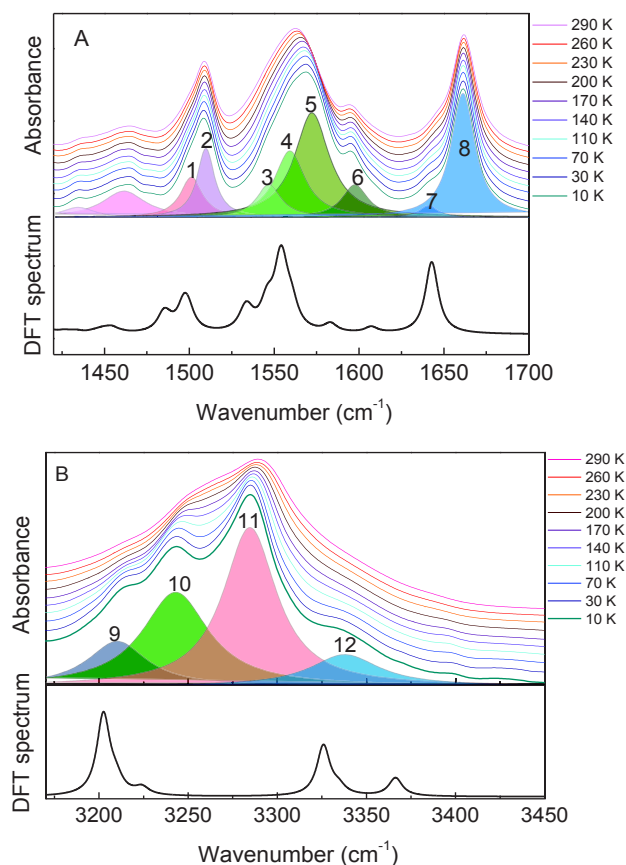 A
Absorbance
1
2
3
4
5
6
7
8
290 K
260 K
230 K
200 K
170 K
140 K
110 K
70 K
30 K
10 K
DFT spectrum
1450 1500 1550 1600 1650 1700
Wavenumber (cm⁻¹)
B
Absorbance
9
10
11
12
290 K
260 K
230 K
200 K
170 K
140 K
110 K
70 K
30 K
10 K
DFT spectrum
3200 3250 3300 3350 3400 3450
Wavenumber (cm⁻¹)